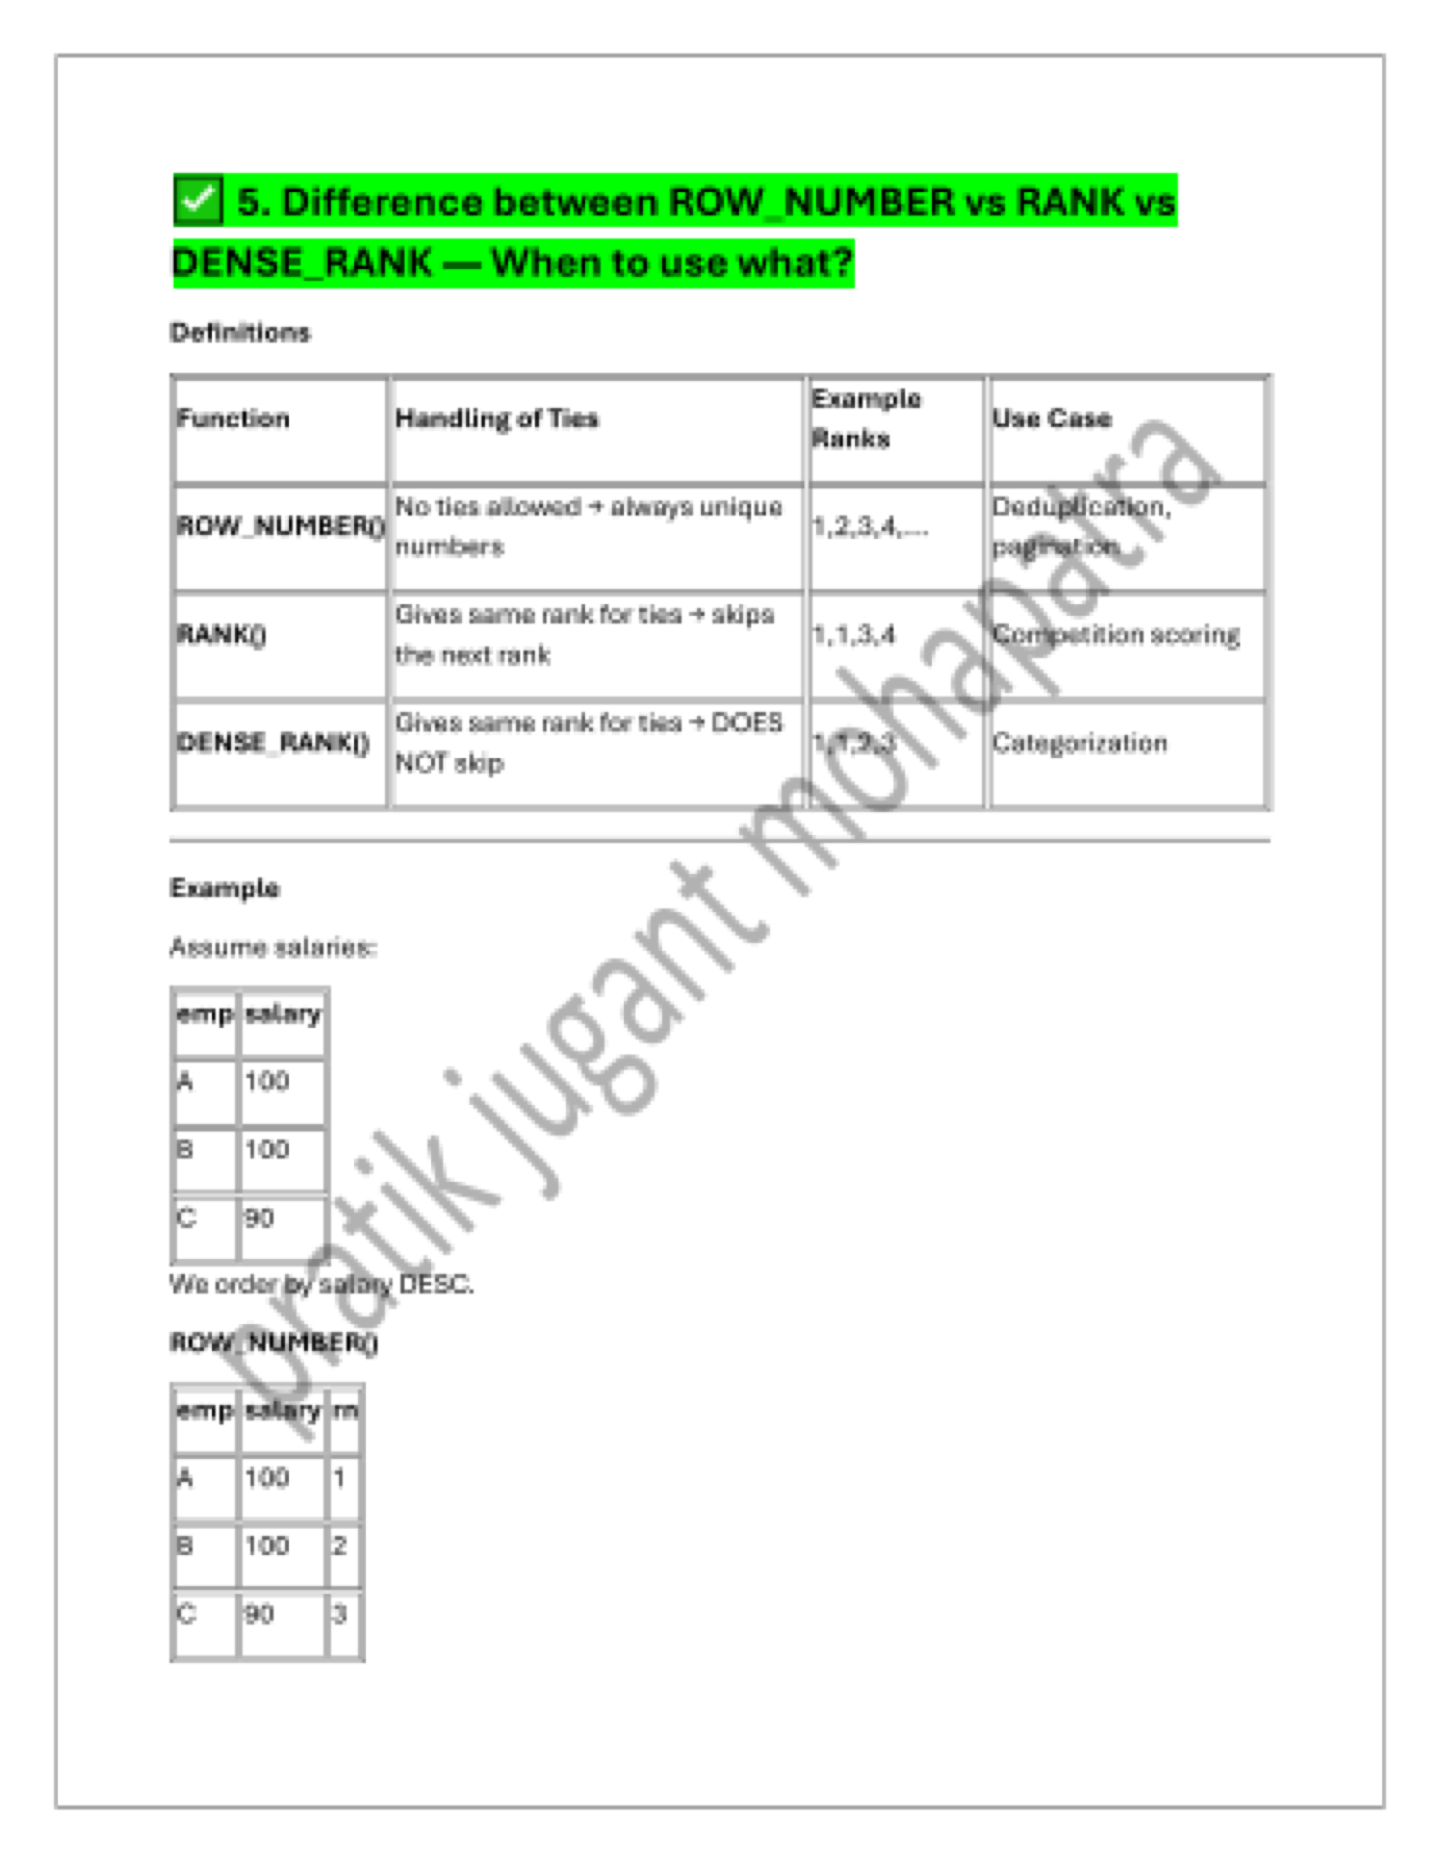 ✅ 5. Difference between ROW_NUMBER vs RANK vs
DENSE_RANK — When to use what?
Definitions
Function Handling of Ties Example Ranks Use Case
ROW_NUMBER() No ties allowed → always unique numbers 1,2,3,4,... Deduplication, pagination
RANK() Gives same rank for ties → skips the next rank 1,1,3,4 Competition scoring
DENSE_RANK() Gives same rank for ties → DOES NOT skip 1,1,2,3 Categorization
Example
Assume salaries:
emp salary
A 100
B 100
C 90
We order by salary DESC.
ROW_NUMBER()
emp salary rn
A 100 1
B 100 2
C 90 3
pratik jugant mohapatra